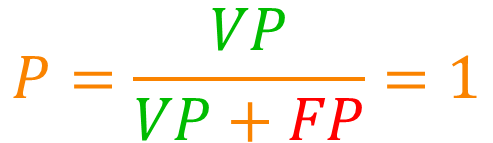 P = VP / VP + FP = 1